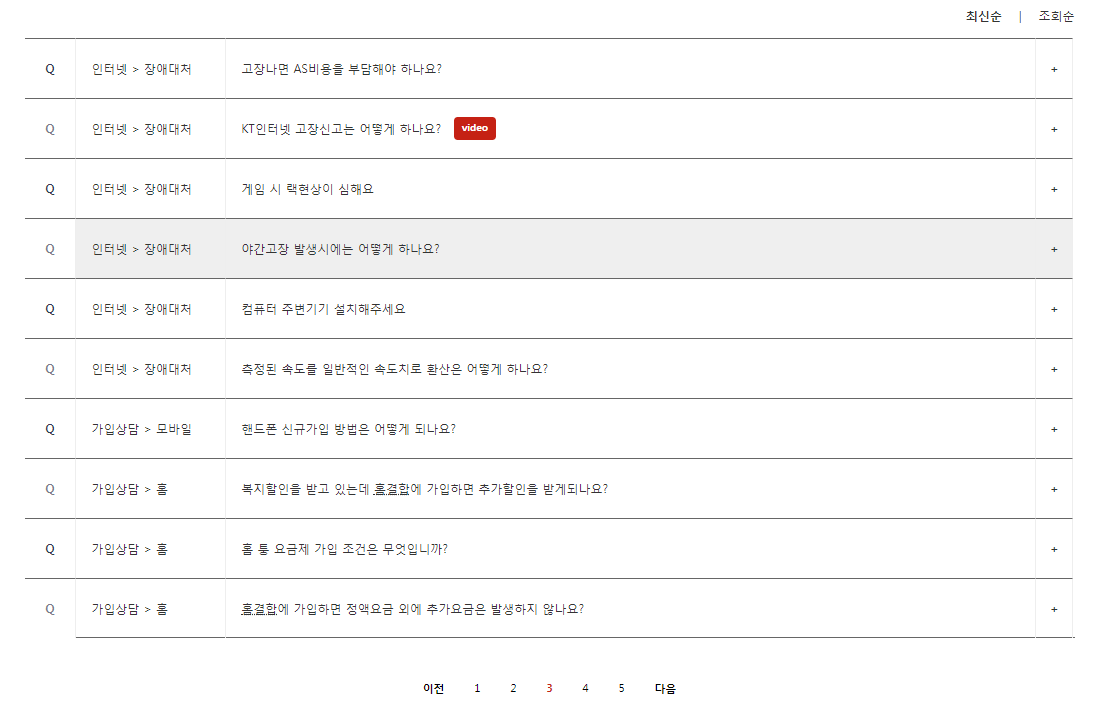 최신순 | 조회순
Q 인터넷 > 장애대처 고장나면 AS비용을 부담해야 하나요? +
Q 인터넷 > 장애대처 KT인터넷 고장신고는 어떻게 하나요? video +
Q 인터넷 > 장애대처 게임 시 랙현상이 심해요 +
Q 인터넷 > 장애대처 야간고장 발생시에는 어떻게 하나요? +
Q 인터넷 > 장애대처 컴퓨터 주변기기 설치해주세요 +
Q 인터넷 > 장애대처 측정된 속도를 일반적인 속도치로 환산은 어떻게 하나요? +
Q 가입상담 > 모바일 핸드폰 신규가입 방법은 어떻게 되나요? +
Q 가입상담 > 홈 복지할인을 받고 있는데 홈결합에 가입하면 추가할인을 받게되나요? +
Q 가입상담 > 홈 홈 통 요금제 가입 조건은 무엇입니까? +
Q 가입상담 > 홈 홈결합에 가입하면 정액요금 외에 추가요금은 발생하지 않나요? +
이전 1 2 3 4 5 다음